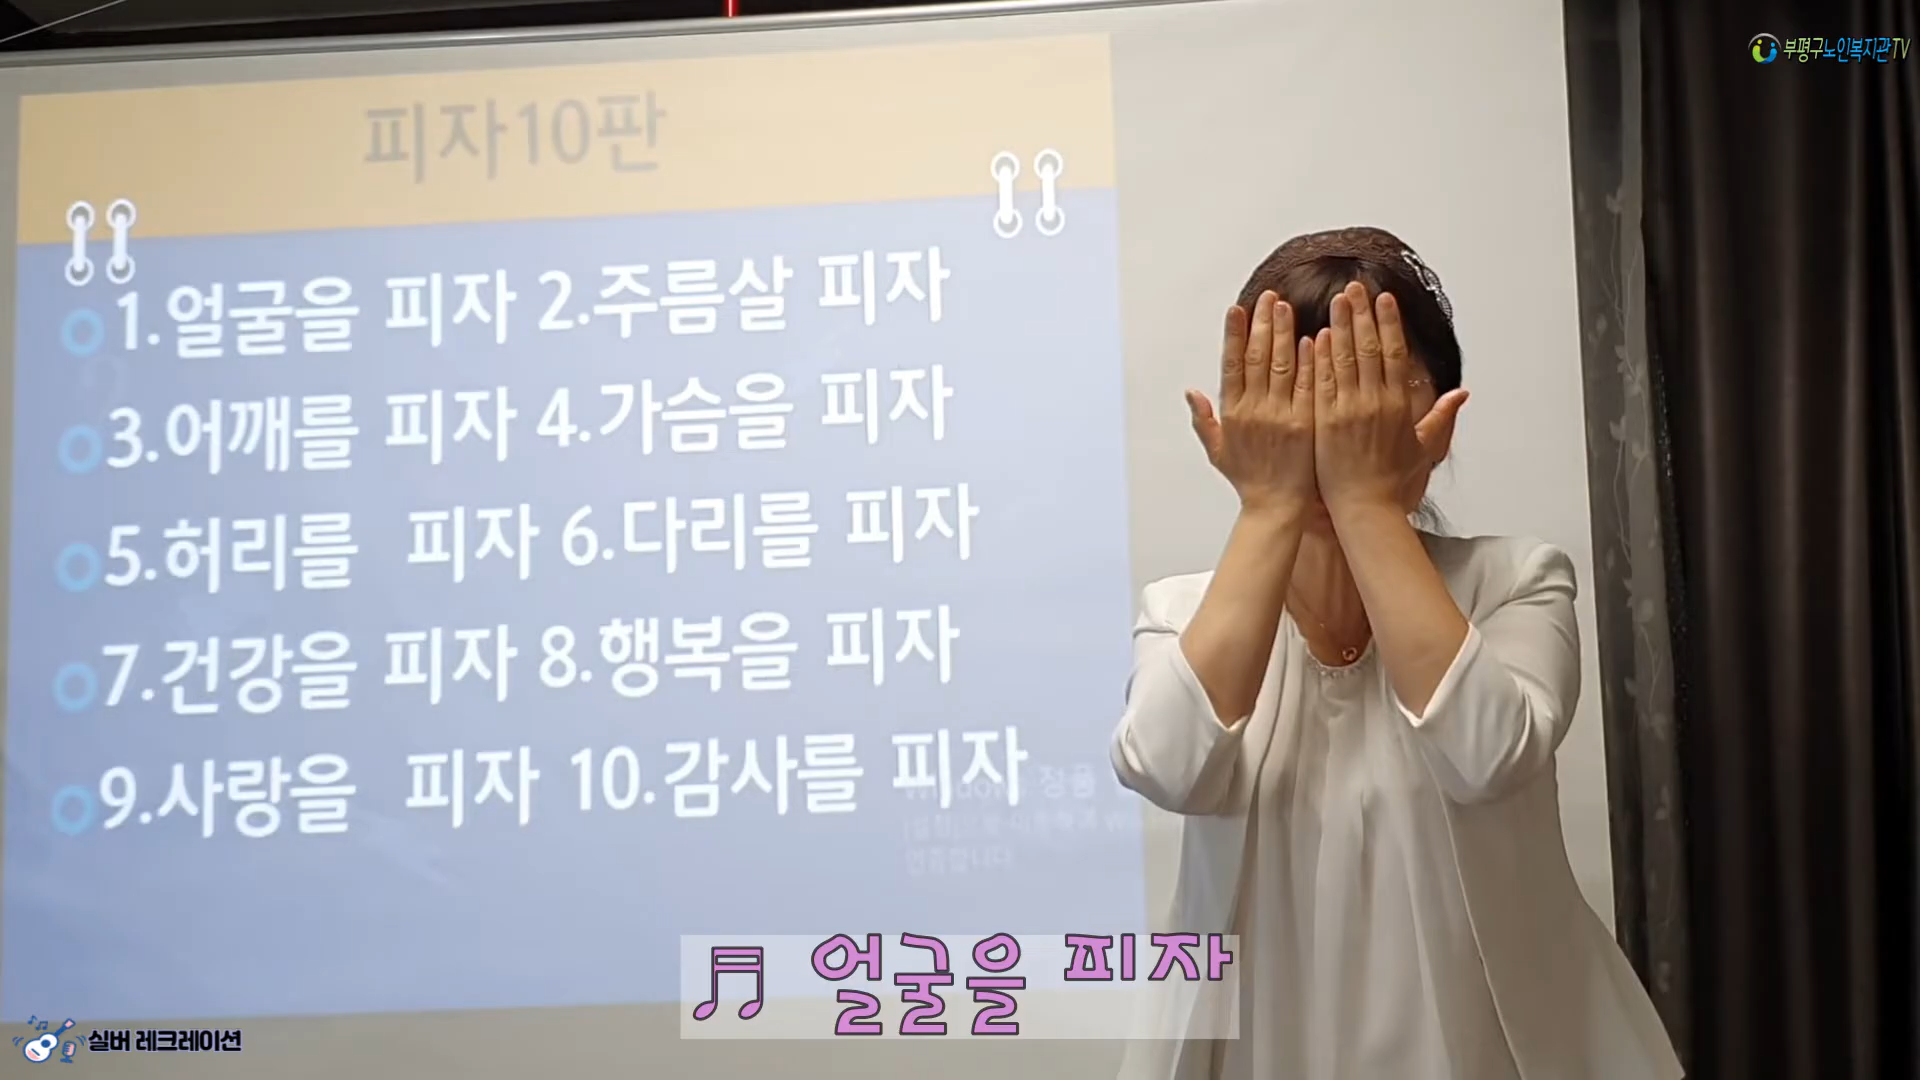 부평구노인복지관TV
피자10판
1.얼굴을 피자 2.주름살 피자
3.어깨를 피자 4.가슴을 피자
5.허리를 피자 6.다리를 피자
7.건강을 피자 8.행복을 피자
9.사랑을 피자 10.감사를 피자
Windows 정품
얼굴을 피자
실버 레크레이션